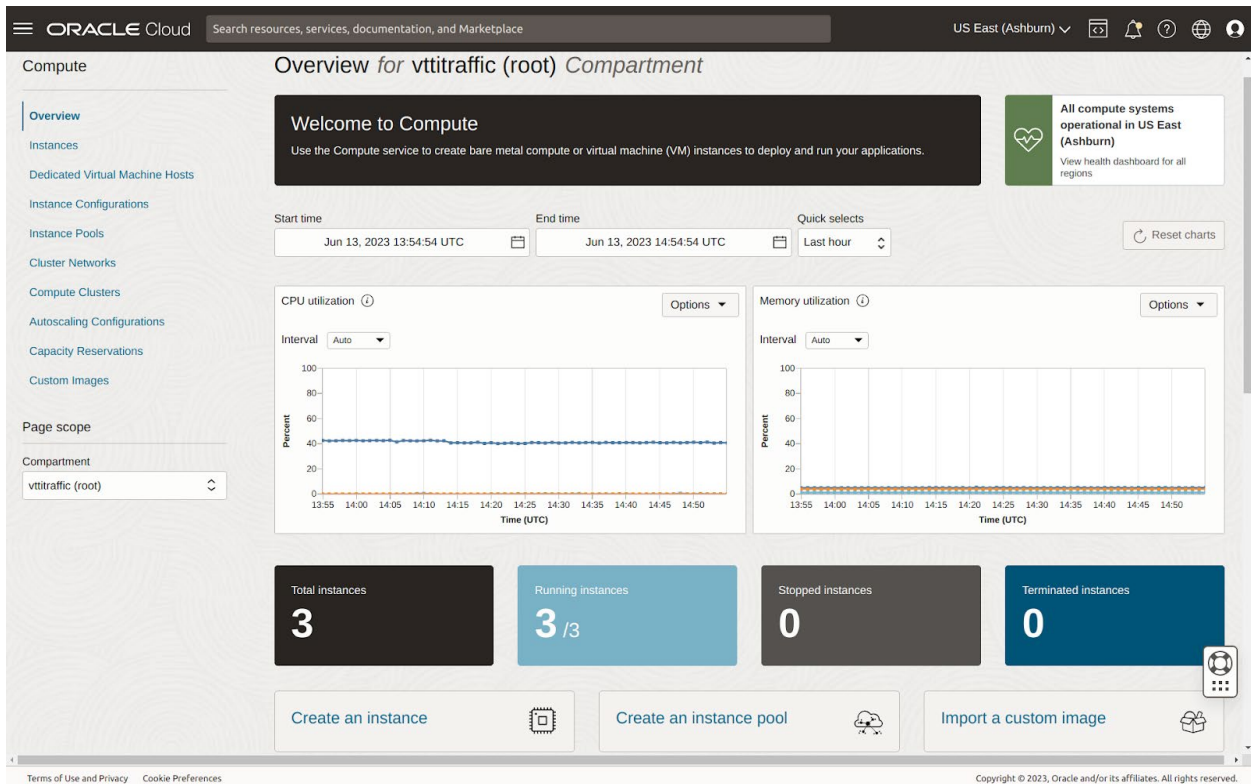 ORACLE Cloud
Search resources, services, documentation, and Marketplace
US East (Ashburn)
Compute
Overview
Instances
Dedicated Virtual Machine Hosts
Instance Configurations
Instance Pools
Cluster Networks
Compute Clusters
Autoscaling Configurations
Capacity Reservations
Custom Images
Page scope
Compartment
vttitraffic (root)
Overview for vttitraffic (root) Compartment
Welcome to Compute
Use the Compute service to create bare metal compute or virtual machine (VM) instances to deploy and run your applications.
All compute systems
operational in US East
(Ashburn)
View health dashboard for all
regions
Start time
Jun 13, 2023 13:54:54 UTC
End time
Jun 13, 2023 14:54:54 UTC
Quick selects
Last hour
Reset charts
CPU utilization
Options
Interval Auto
100
80
60
40
20
0
Percent
13:55 14:00 14:05 14:10 14:15 14:20 14:25 14:30 14:35 14:40 14:45 14:50
Time (UTC)
Memory utilization
Options
Interval Auto
100
80
60
40
20
0
Percent
13:55 14:00 14:05 14:10 14:15 14:20 14:25 14:30 14:35 14:40 14:45 14:50
Time (UTC)
Total instances
3
Running instances
3 /3
Stopped instances
0
Terminated instances
0
Create an instance
Create an instance pool
Import a custom image
Terms of Use and Privacy Cookie Preferences
Copyright © 2023, Oracle and/or its affiliates. All rights reserved.